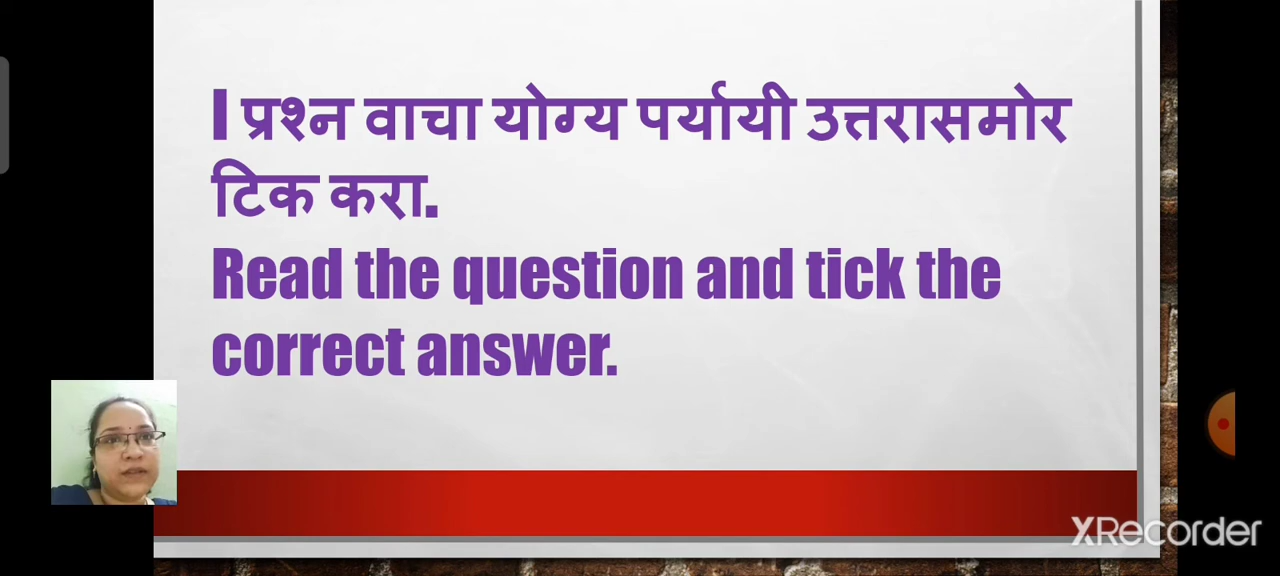 I प्रश्न वाचा योग्य पर्यायी उत्तरासमोर
टिक करा.
Read the question and tick the
correct answer.
XRecorder